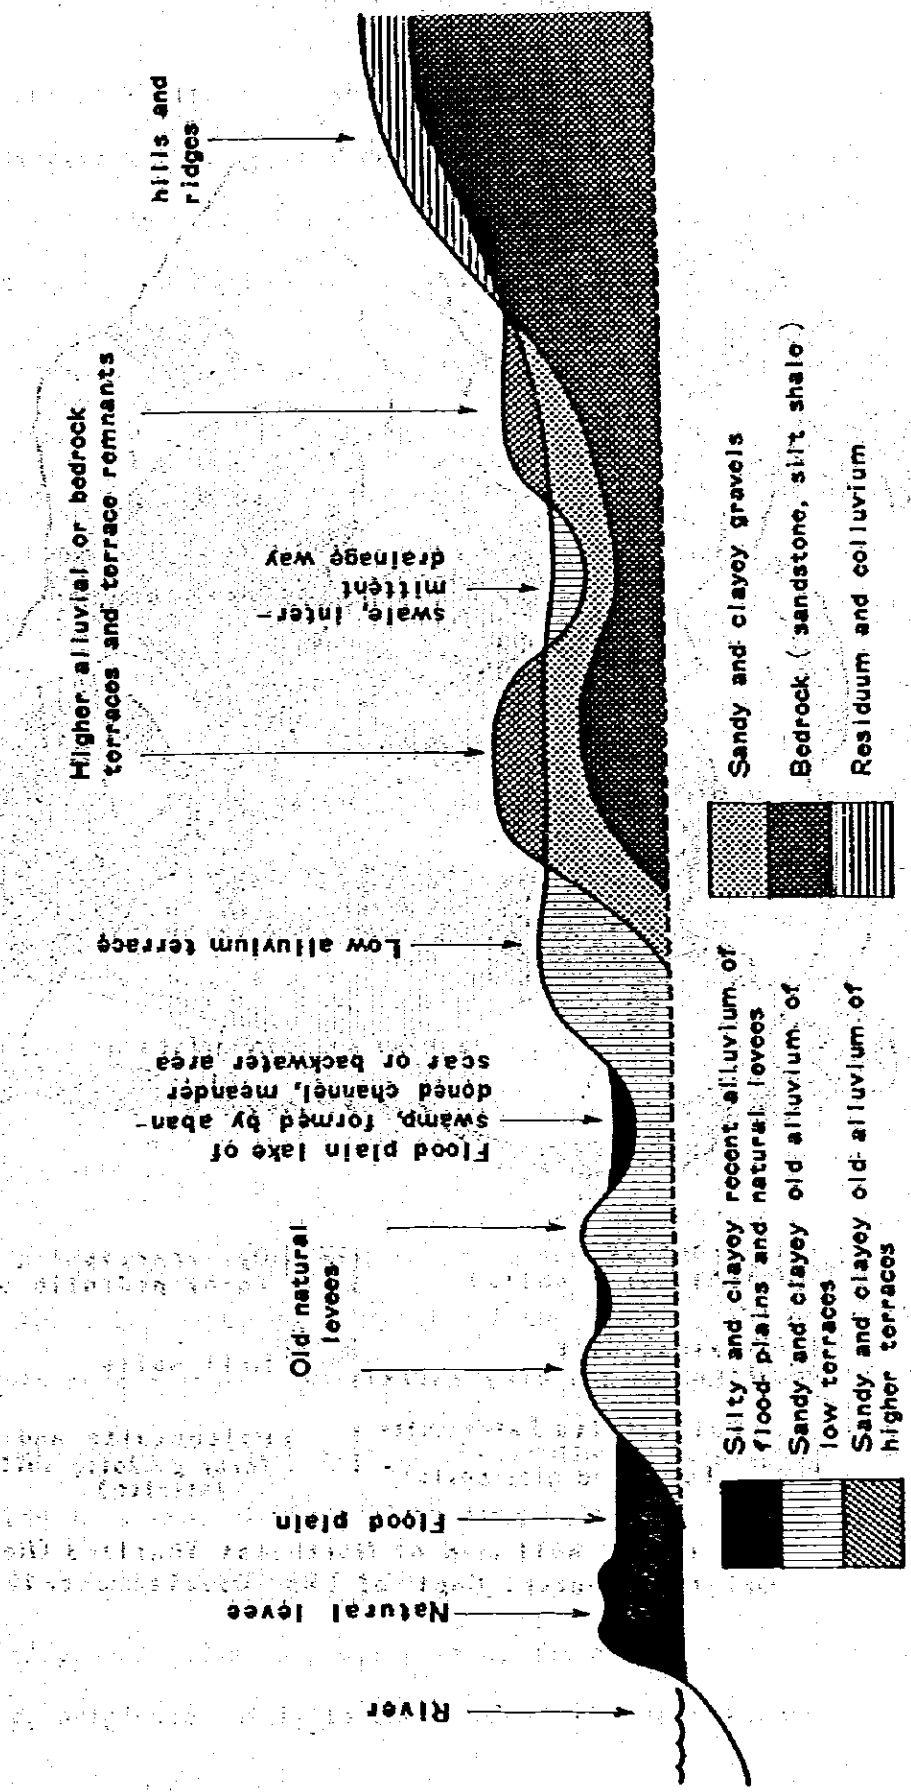 River
Natural levee
Flood plain
Old natural
levees
Flood plain lake of
swamp, formed by aban-
doned channel, meander
scar or backwater area
Low alluvium terrace
Higher alluvial or bedrock
terraces and terrace remnants
swale, inter-
mittent
drainage way
hills and
ridges
Silty and clayey recent alluvium of
flood plains and natural levees
Sandy and clayey old alluvium of
low terraces
Sandy and clayey old alluvium of
higher terraces
Sandy and clayey gravels
Bedrock ( sandstone, silt shale )
Residuum and colluvium